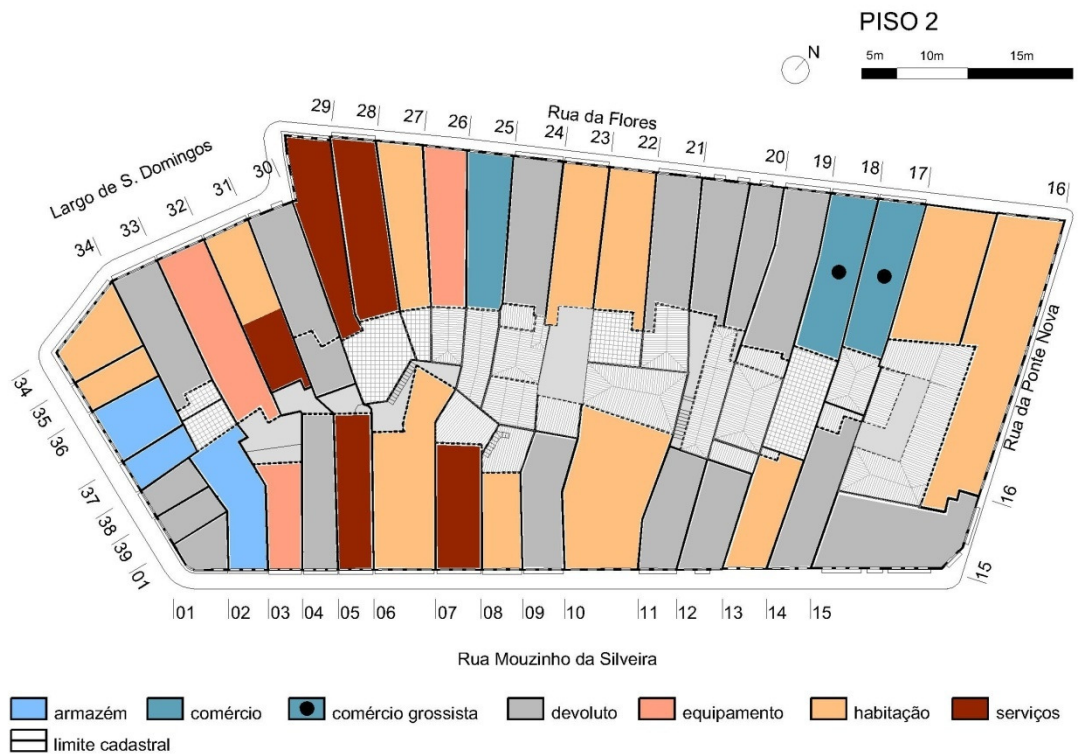 PISO 2
N
5m 10m 15m
Rua da Flores
29 28 27 26 25 24 23 22 21 20 19 18 17 16
Largo de S. Domingos
34 33 32 31 30
Rua da Ponte Nova
16
15
34 35 36 37 38 39 01
01 02 03 04 05 06 07 08 09 10 11 12 13 14 15
Rua Mouzinho da Silveira
armazém comércio comércio grossista devoluto equipamento habitação serviços
limite cadastral